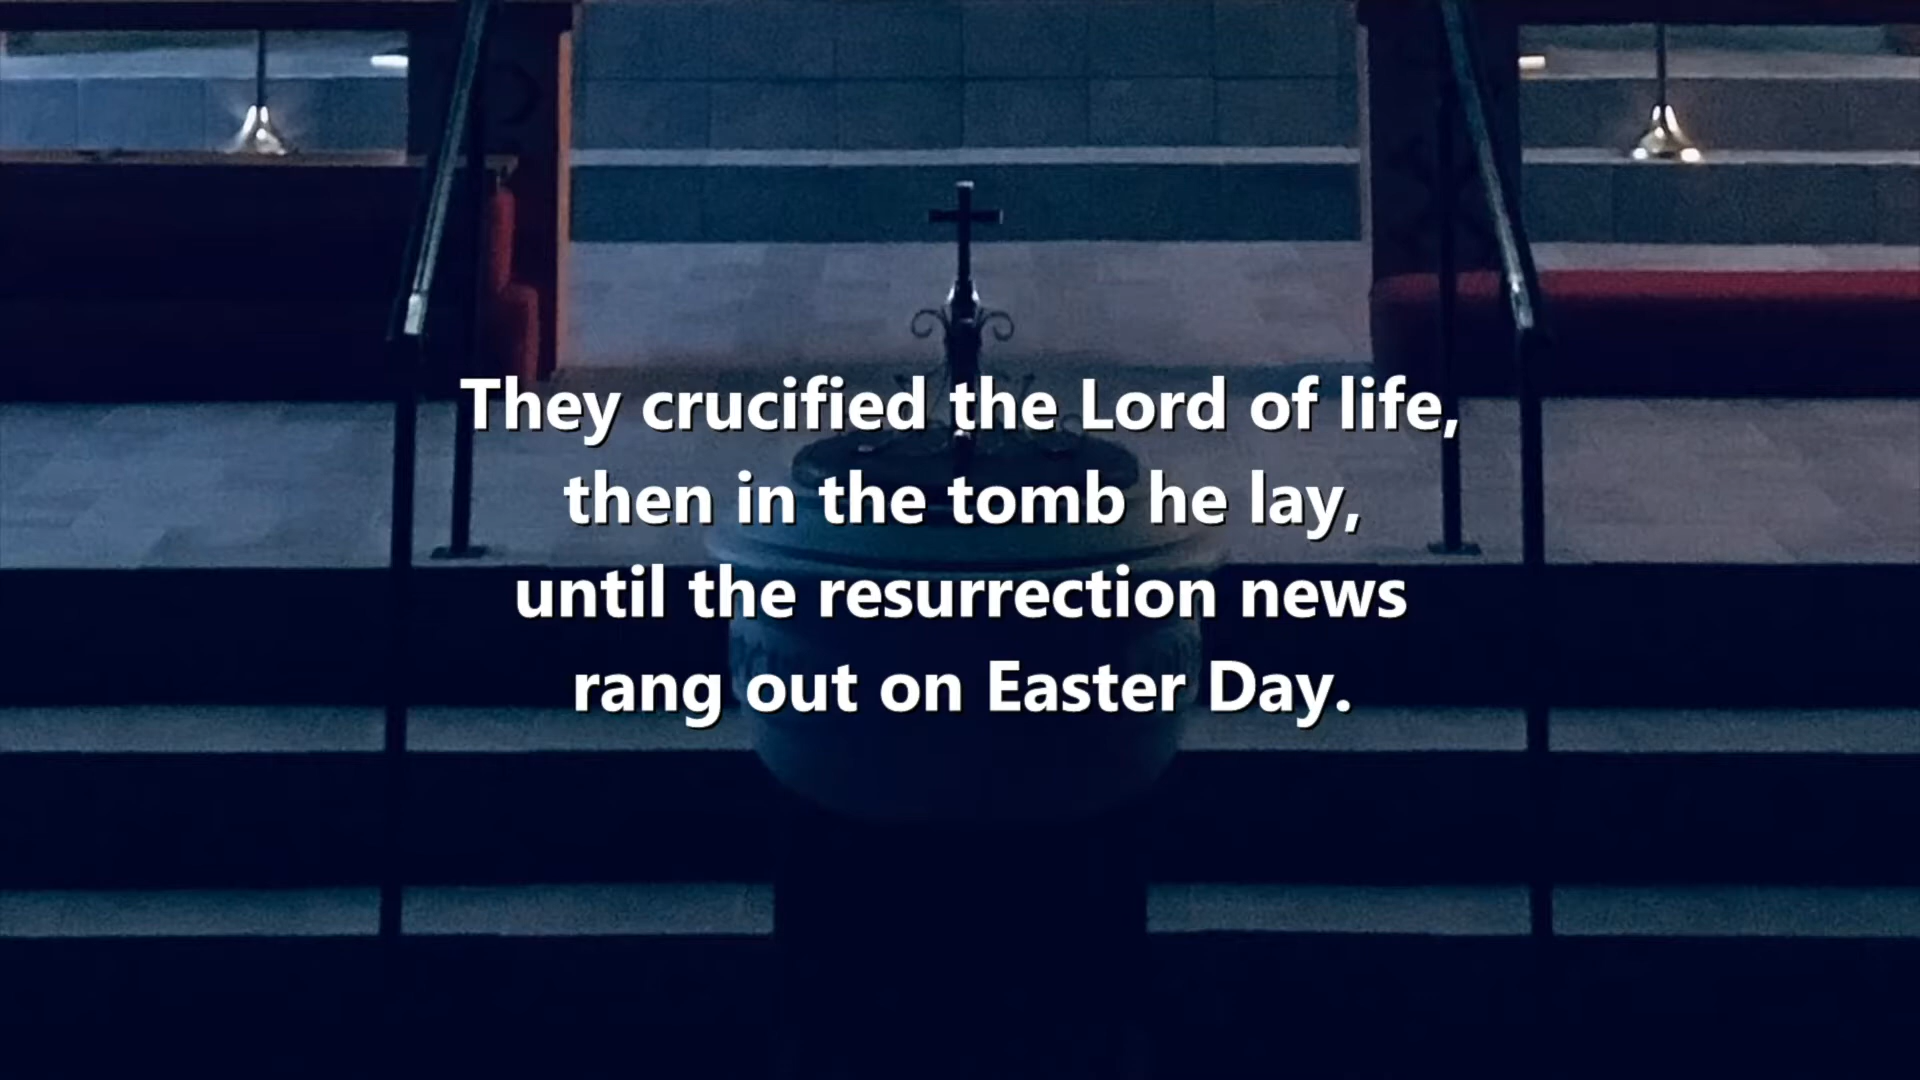 They crucified the Lord of life,
then in the tomb he lay,
until the resurrection news
rang out on Easter Day.